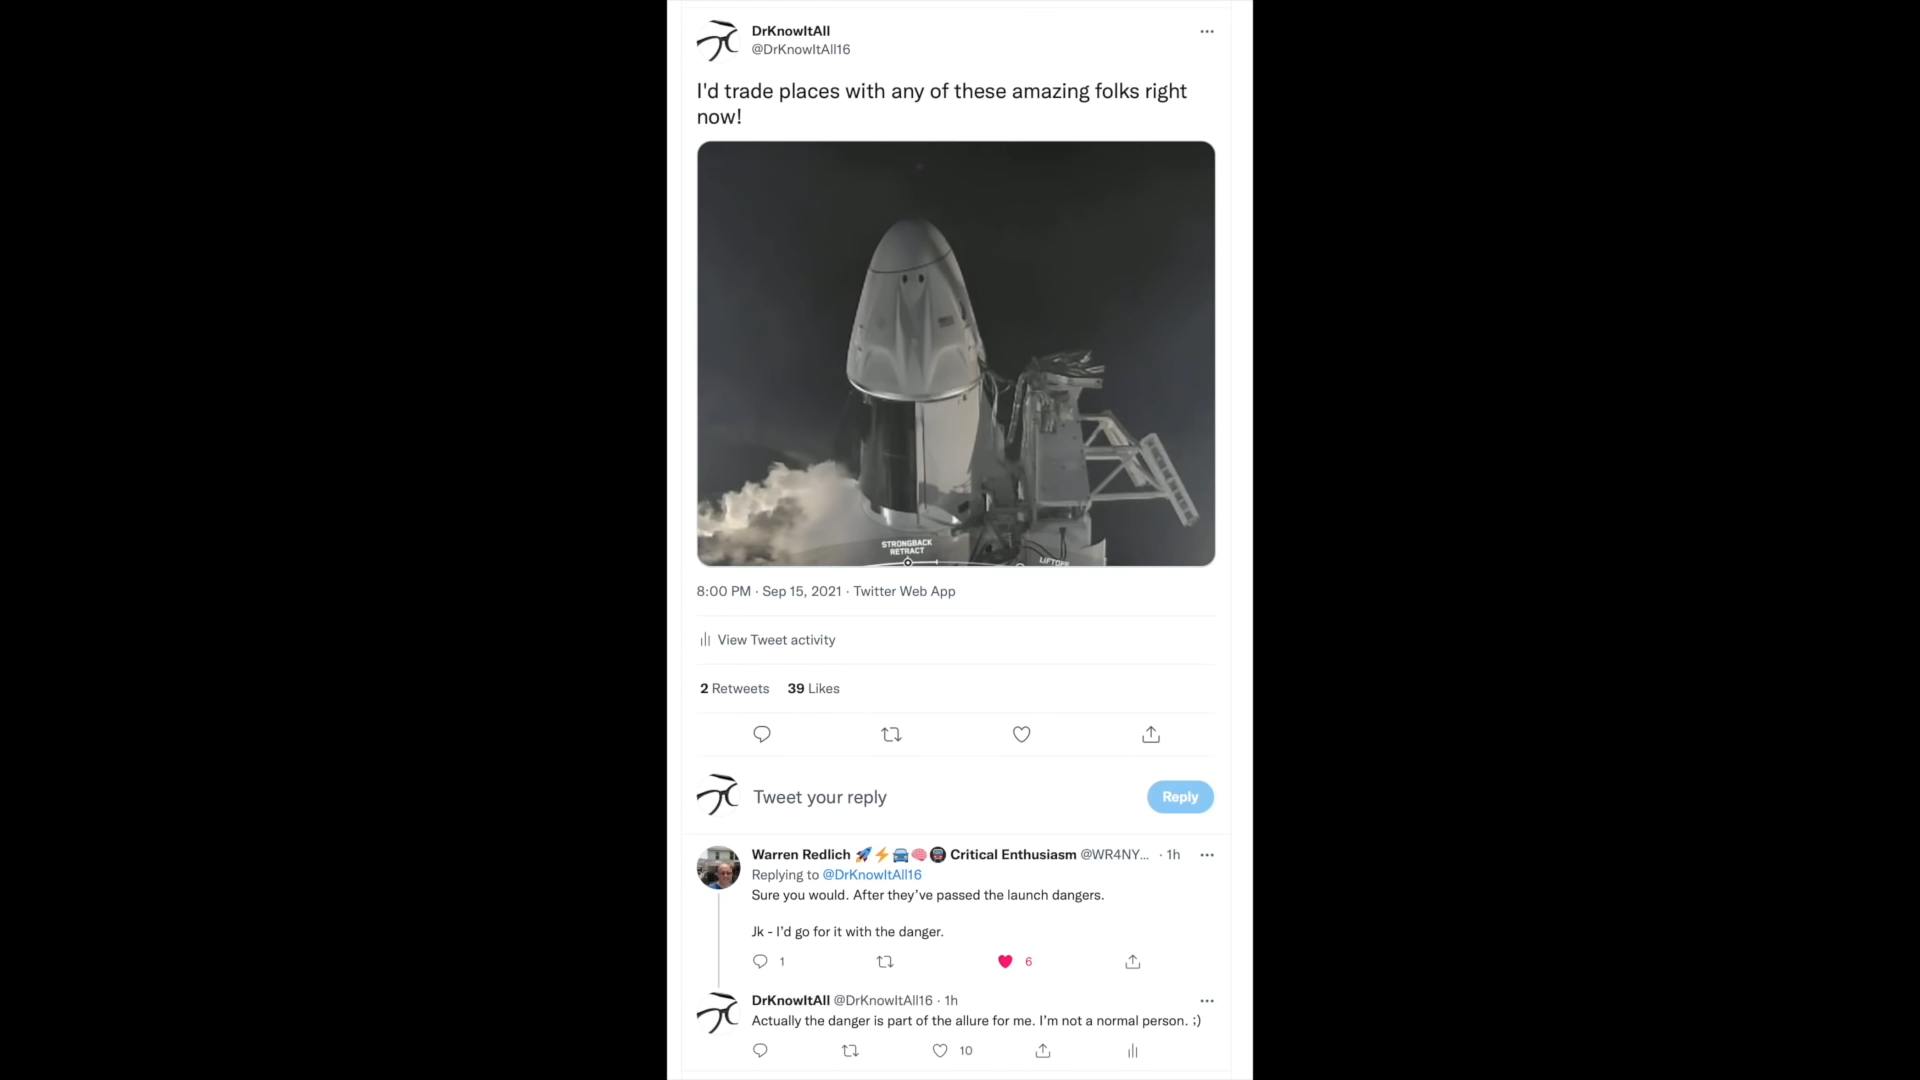 DrKnowItAll
@DrKnowItAll16
I'd trade places with any of these amazing folks right
now!
STRONGBACK
RETRACT
LIFTOFF
8:00 PM · Sep 15, 2021 · Twitter Web App
View Tweet activity
2 Retweets 39 Likes
Tweet your reply
Reply
Warren Redlich 🚀⚡🚘🧠 Critical Enthusiasm @WR4NY... · 1h
Replying to @DrKnowItAll16
Sure you would. After they’ve passed the launch dangers.
Jk - I’d go for it with the danger.
1 6
DrKnowItAll @DrKnowItAll16 · 1h
Actually the danger is part of the allure for me. I’m not a normal person. ;)
10